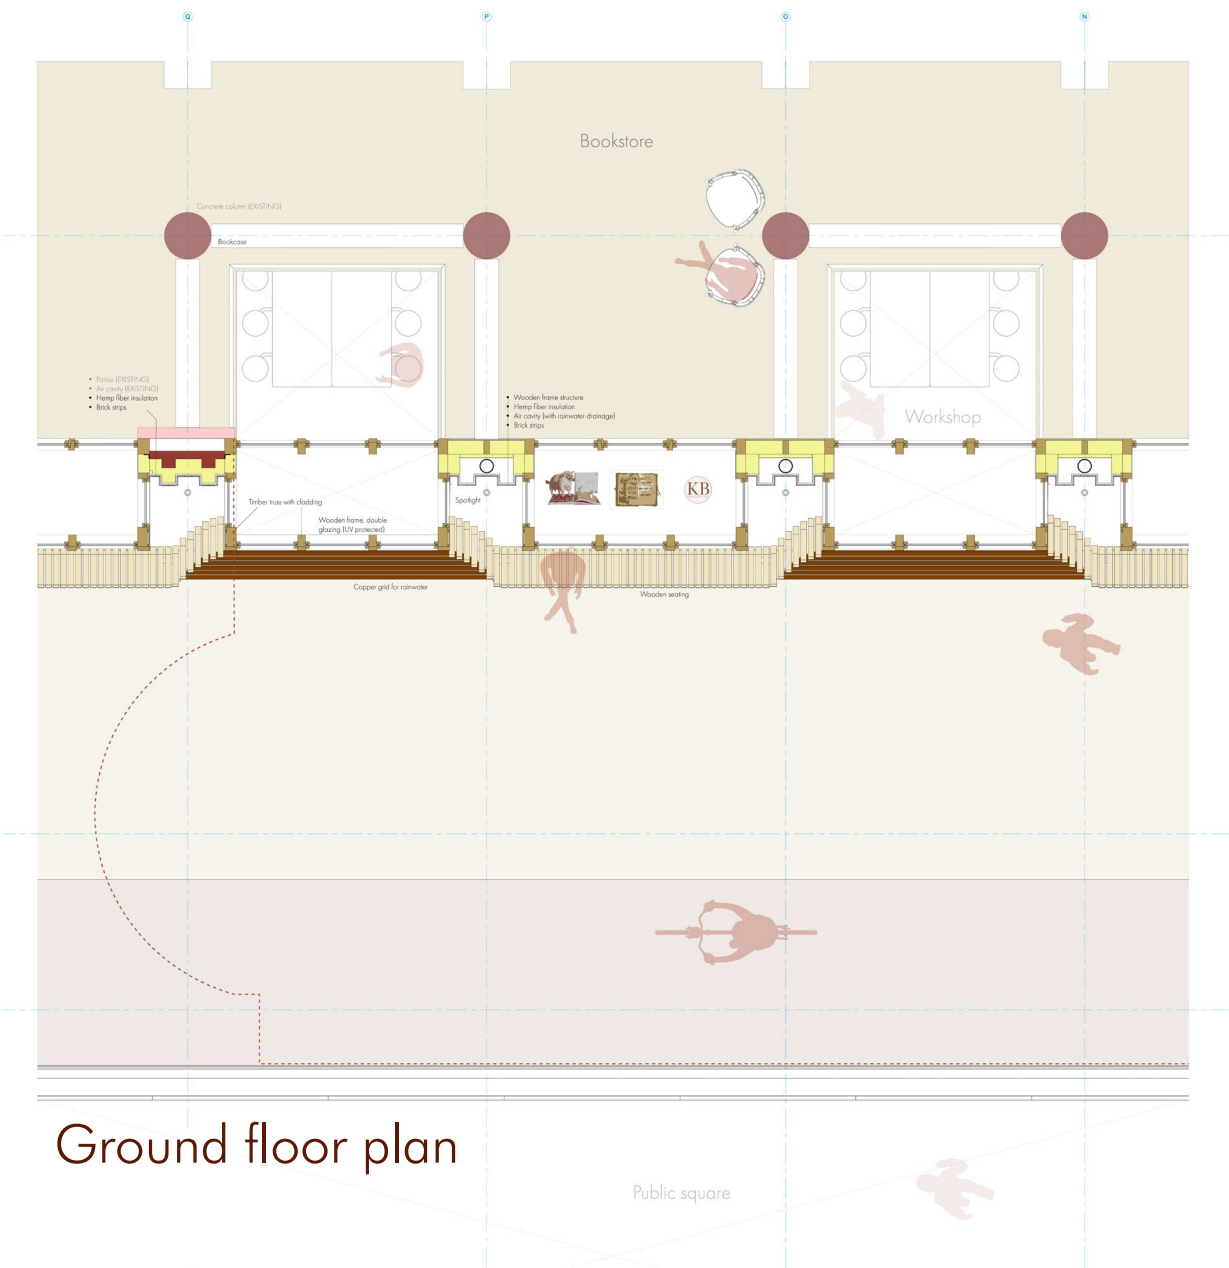 Q P O N
Bookstore
Concrete column (EXISTING)
Bookcase
• Air cavity (EXISTING)
• Hemp fiber insulation
• Brick strips
• Wooden frame structure
• Hemp fiber insulation
• Air cavity (with rainwater drainage)
• Brick strips
Workshop
KB
Timber truss with cladding
Spotlight
Wooden frame, double
glazing (UV protected)
Copper grid for rainwater
Wooden seating
Ground floor plan
Public square